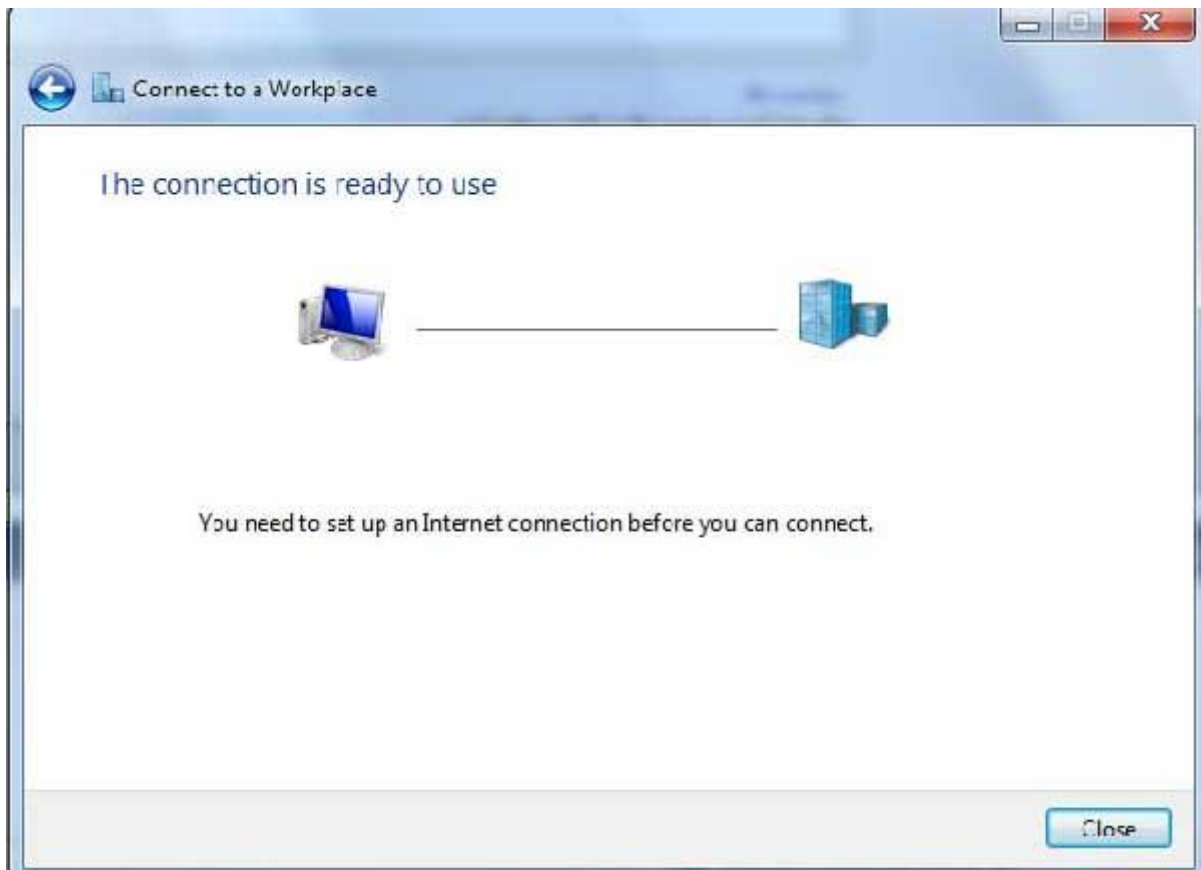 Connect to a Workplace
The connection is ready to use
You need to set up an Internet connection before you can connect.
Close